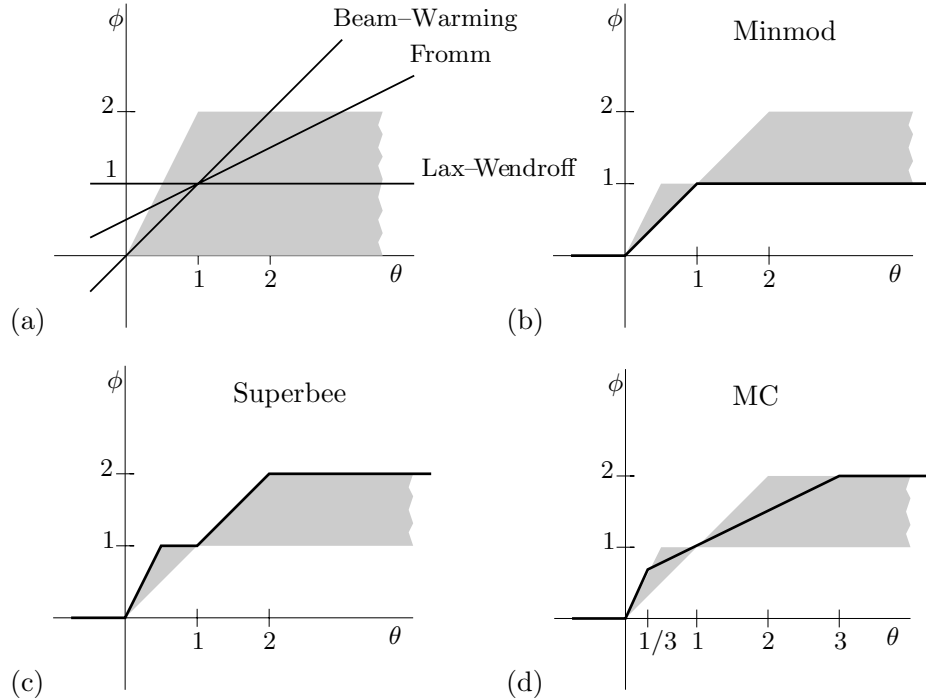 ϕ
Beam–Warming
Fromm
2
1
Lax–Wendroff
1
2
θ
(a)
ϕ
Minmod
2
1
1
2
θ
(b)
ϕ
Superbee
2
1
1
2
θ
(c)
ϕ
MC
2
1
1/3
1
2
3
θ
(d)